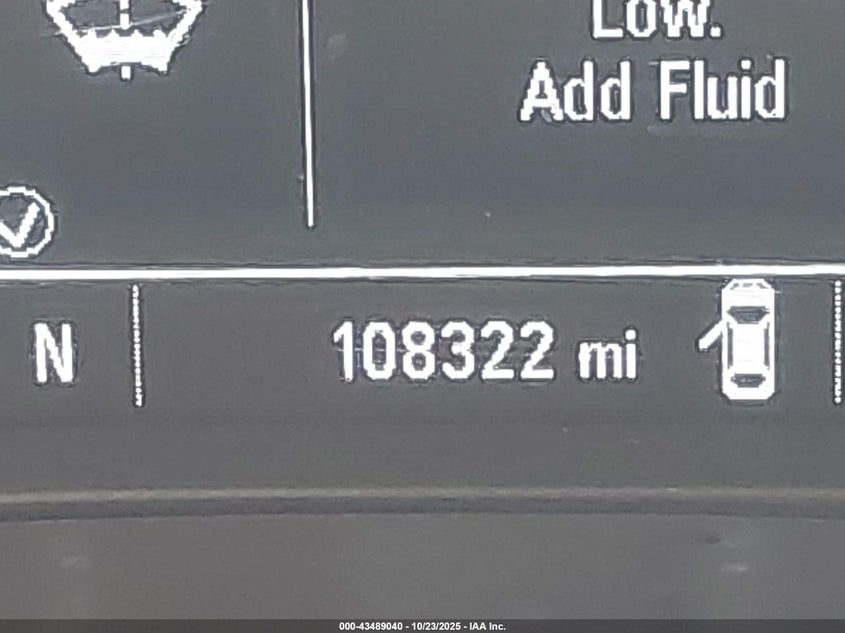 Low.
Add Fluid
N 108322 mi
000-43489040 - 10/23/2025 - IAA Inc.